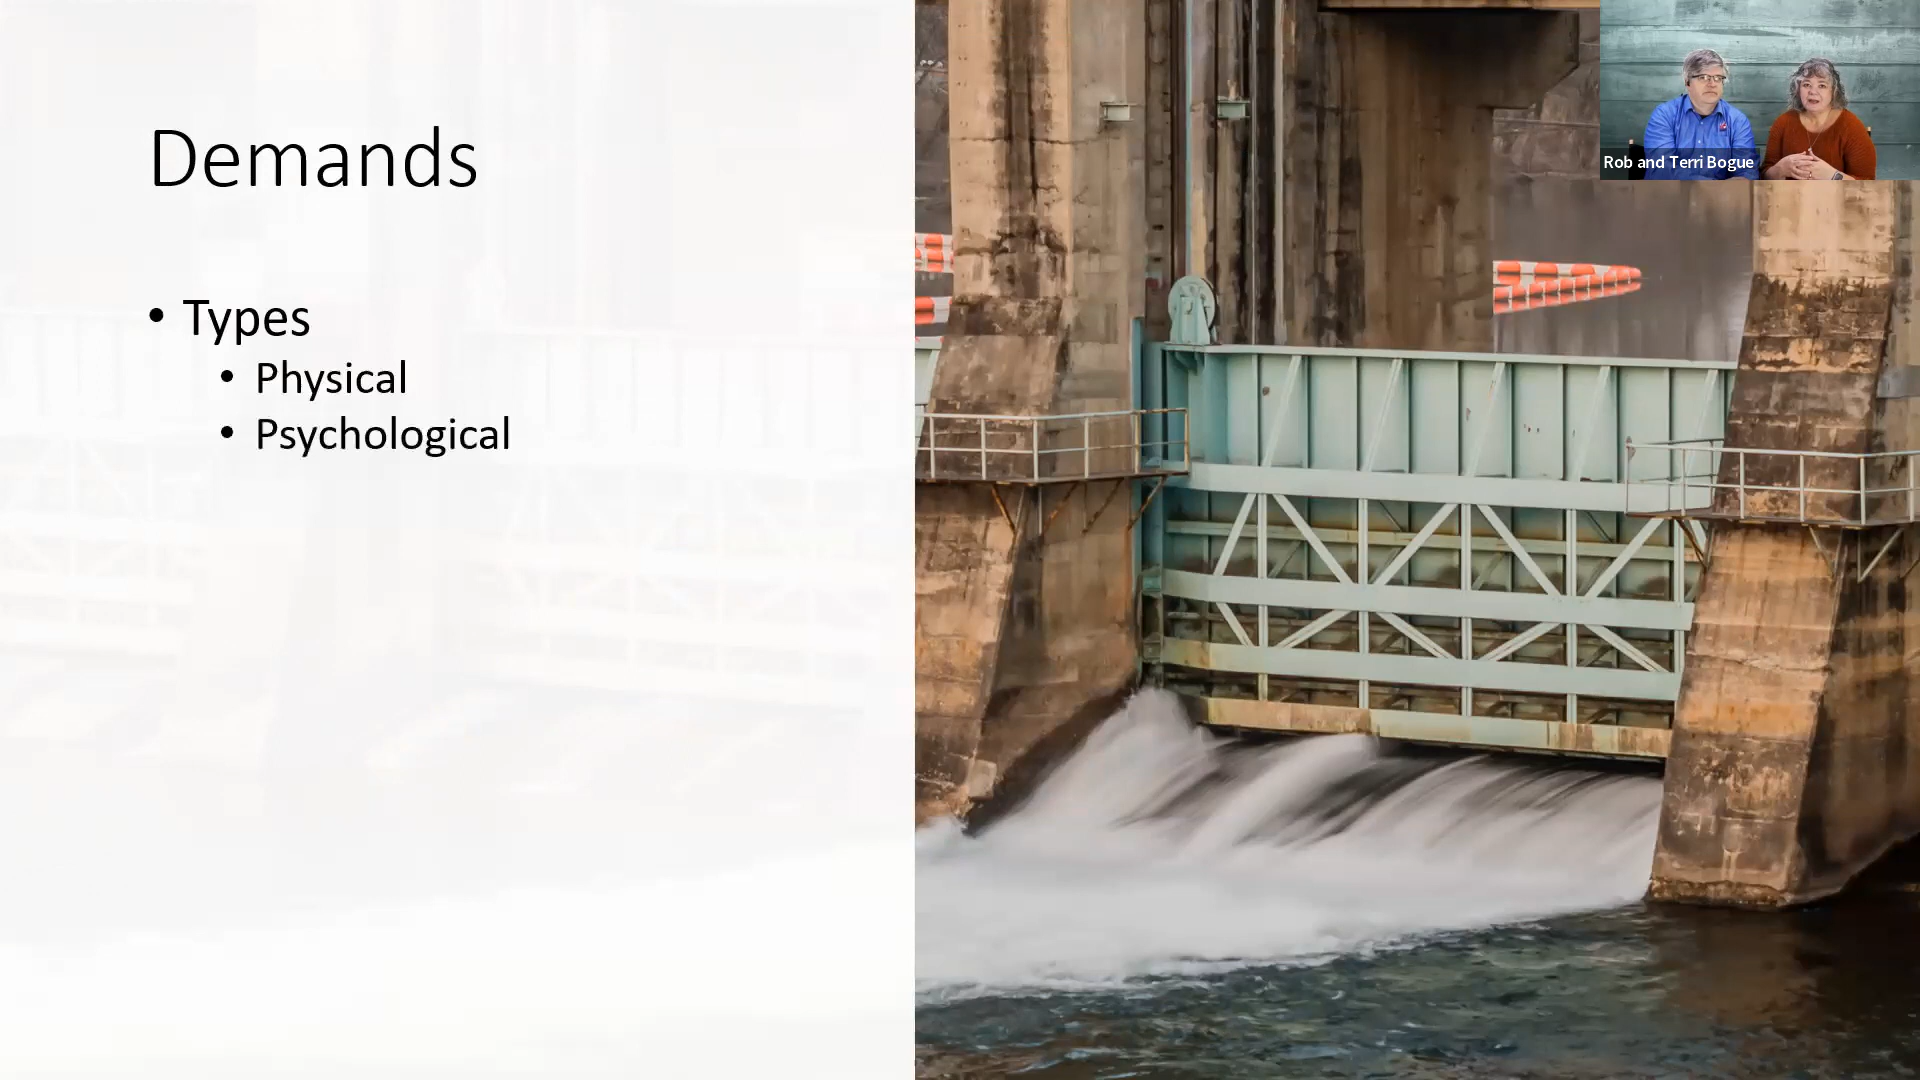 Demands
• Types
• Physical
• Psychological
Rob and Terri Bogue